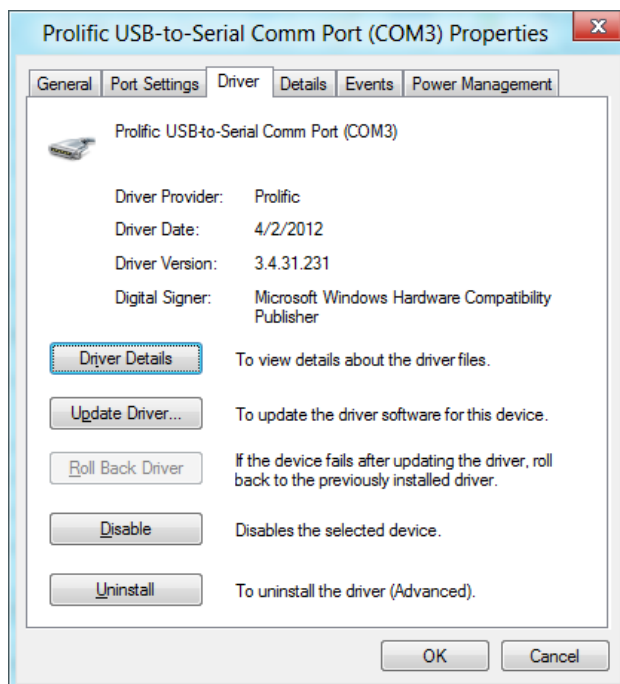 Prolific USB-to-Serial Comm Port (COM3) Properties
X
General Port Settings Driver Details Events Power Management
Prolific USB-to-Serial Comm Port (COM3)
Driver Provider: Prolific
Driver Date: 4/2/2012
Driver Version: 3.4.31.231
Digital Signer: Microsoft Windows Hardware Compatibility
Publisher
Driver Details To view details about the driver files.
Update Driver... To update the driver software for this device.
Roll Back Driver If the device fails after updating the driver, roll
back to the previously installed driver.
Disable Disables the selected device.
Uninstall To uninstall the driver (Advanced).
OK Cancel